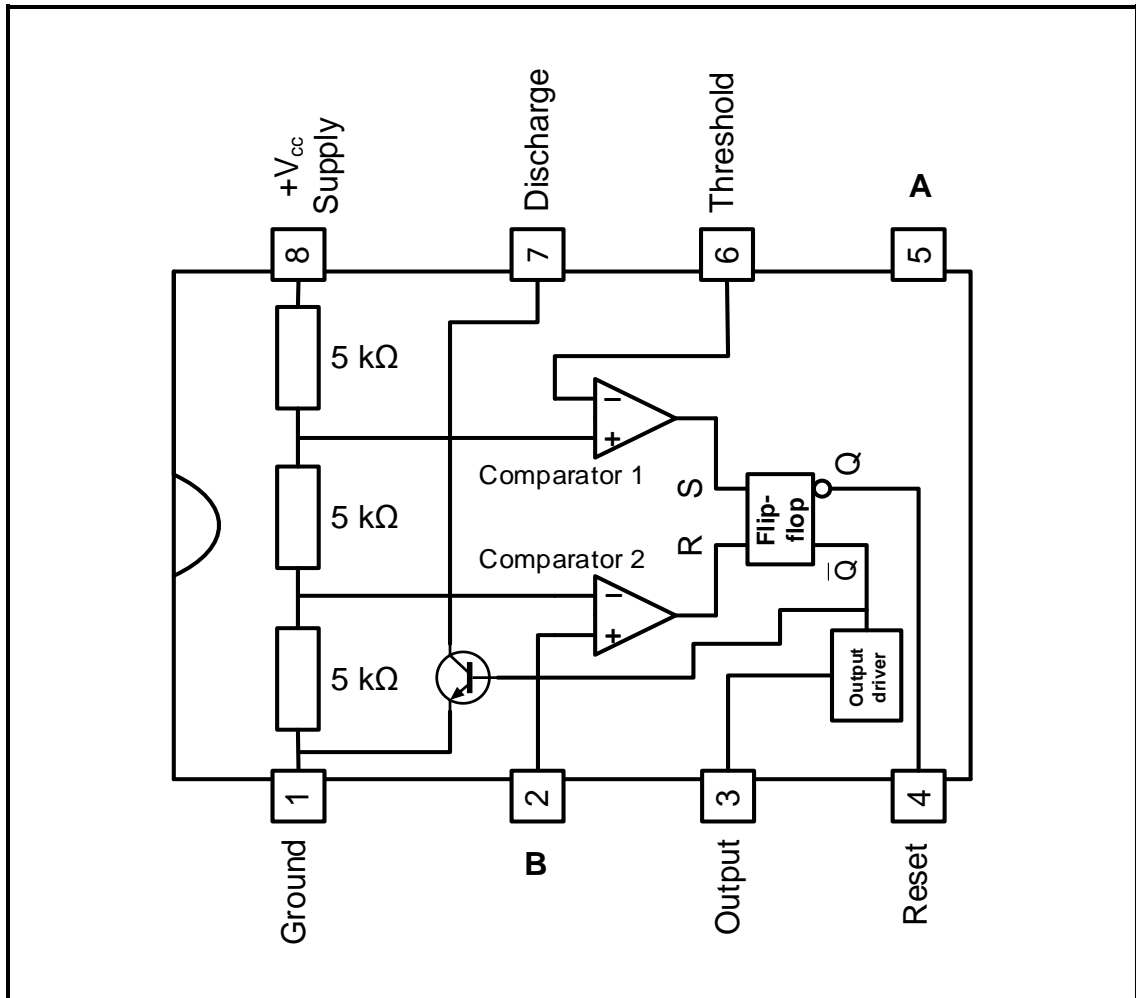 +Vcc
Supply
Discharge
Threshold
A
8
7
6
5
5 kΩ
5 kΩ
5 kΩ
−
+
Comparator 1
S
Q
Flip-
flop
R
Comparator 2
Q̅
−
+
Output
driver
1
2
3
4
Ground
B
Output
Reset